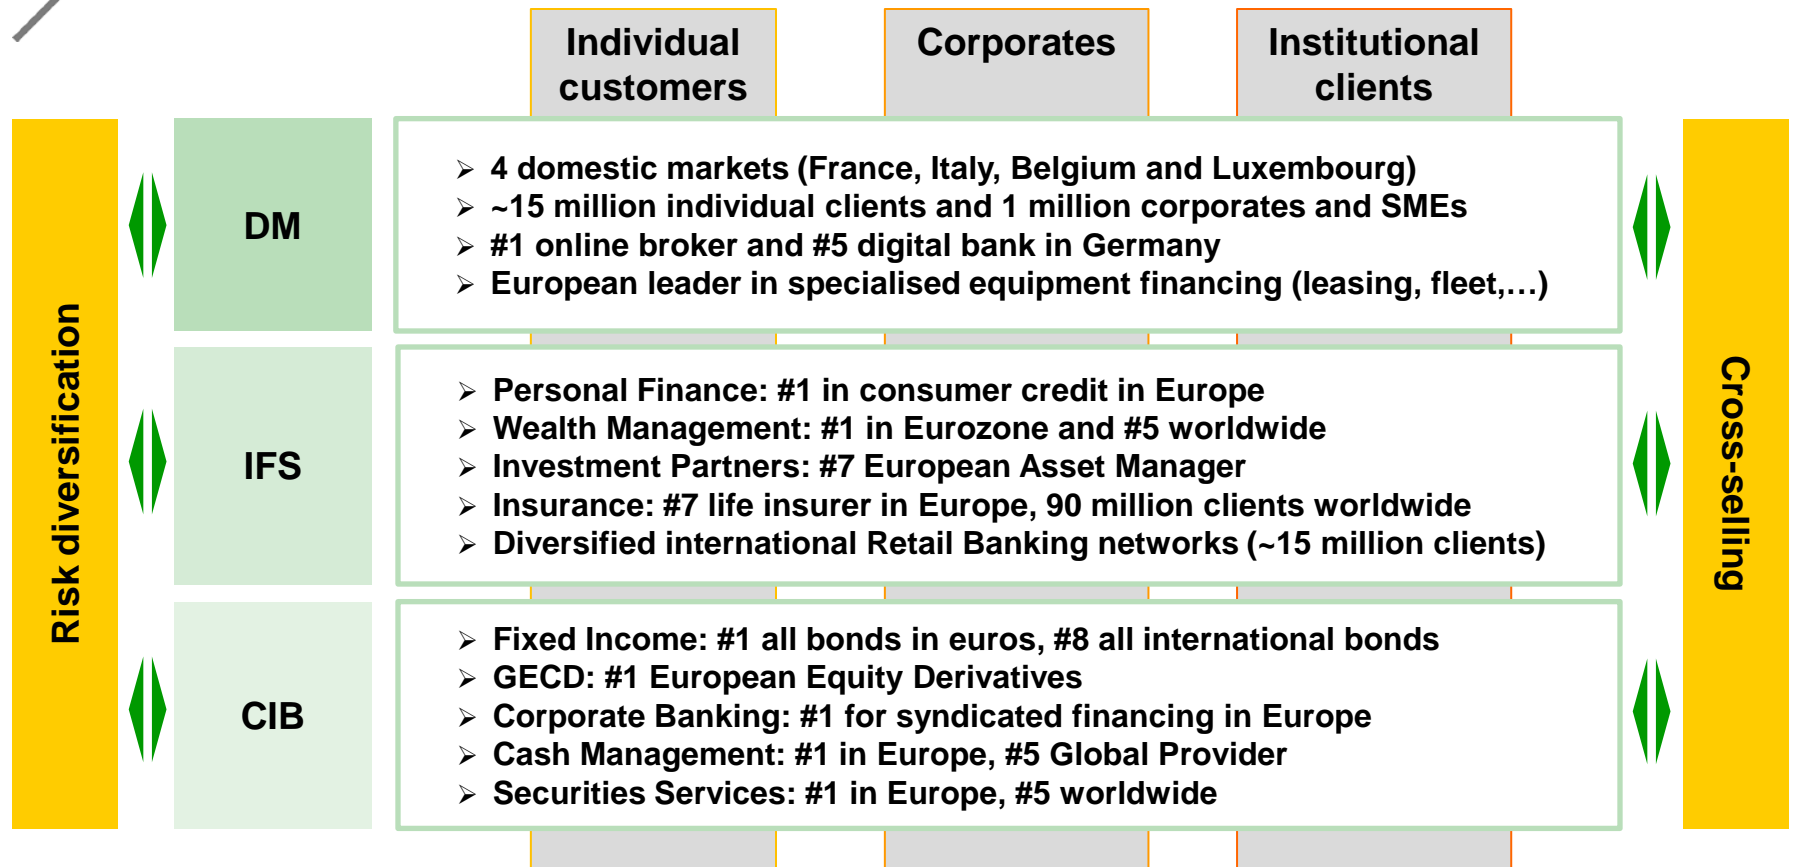 Individual
customers
Corporates
Institutional
clients
Risk diversification
DM
➢ 4 domestic markets (France, Italy, Belgium and Luxembourg)
➢ ~15 million individual clients and 1 million corporates and SMEs
➢ #1 online broker and #5 digital bank in Germany
➢ European leader in specialised equipment financing (leasing, fleet,…)
IFS
➢ Personal Finance: #1 in consumer credit in Europe
➢ Wealth Management: #1 in Eurozone and #5 worldwide
➢ Investment Partners: #7 European Asset Manager
➢ Insurance: #7 life insurer in Europe, 90 million clients worldwide
➢ Diversified international Retail Banking networks (~15 million clients)
CIB
➢ Fixed Income: #1 all bonds in euros, #8 all international bonds
➢ GECD: #1 European Equity Derivatives
➢ Corporate Banking: #1 for syndicated financing in Europe
➢ Cash Management: #1 in Europe, #5 Global Provider
➢ Securities Services: #1 in Europe, #5 worldwide
Cross-selling